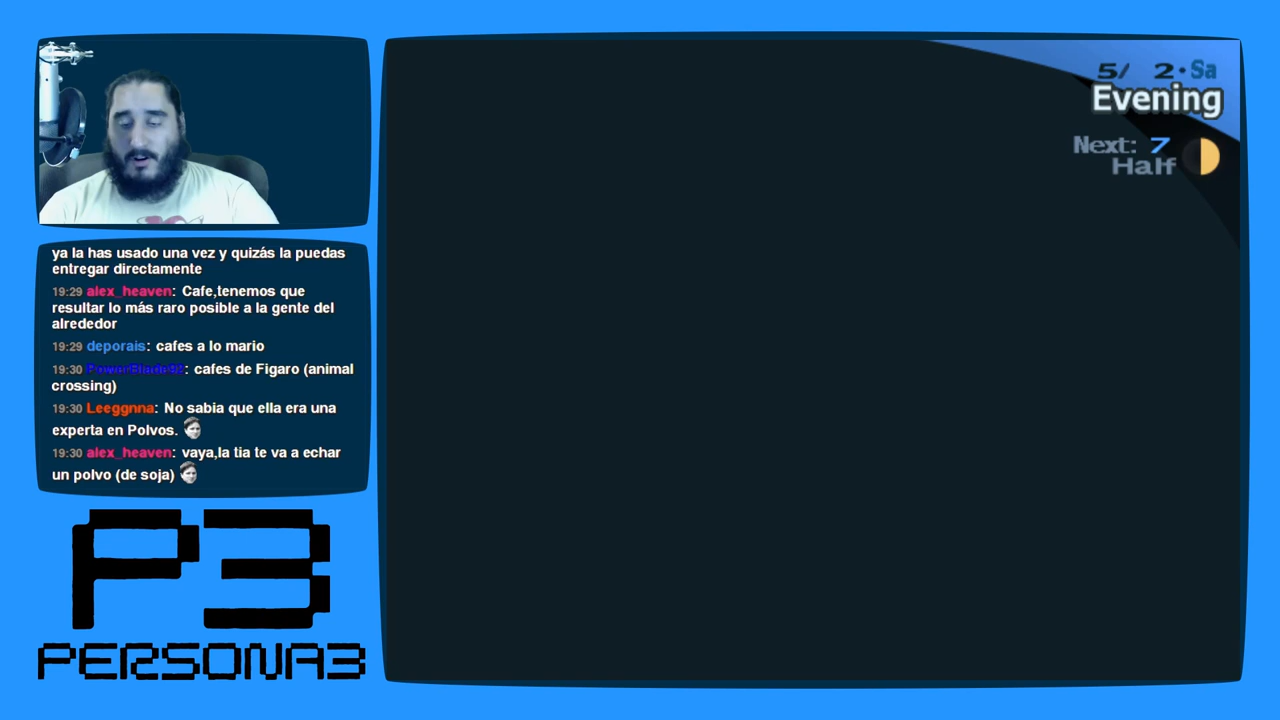 5/ 2・Sa
Evening
Next: 7
Half
ya la has usado una vez y quizás la puedas
entregar directamente
19:29 alex_heaven: Cafe,tenemos que
resultar lo más raro posible a la gente del
alrededor
19:29 deporais: cafes a lo mario
19:30 PowerBlade92: cafes de Figaro (animal
crossing)
19:30 Leeggnna: No sabia que ella era una
experta en Polvos.
19:30 alex_heaven: vaya,la tia te va a echar
un polvo (de soja)
P3
PERSONA3